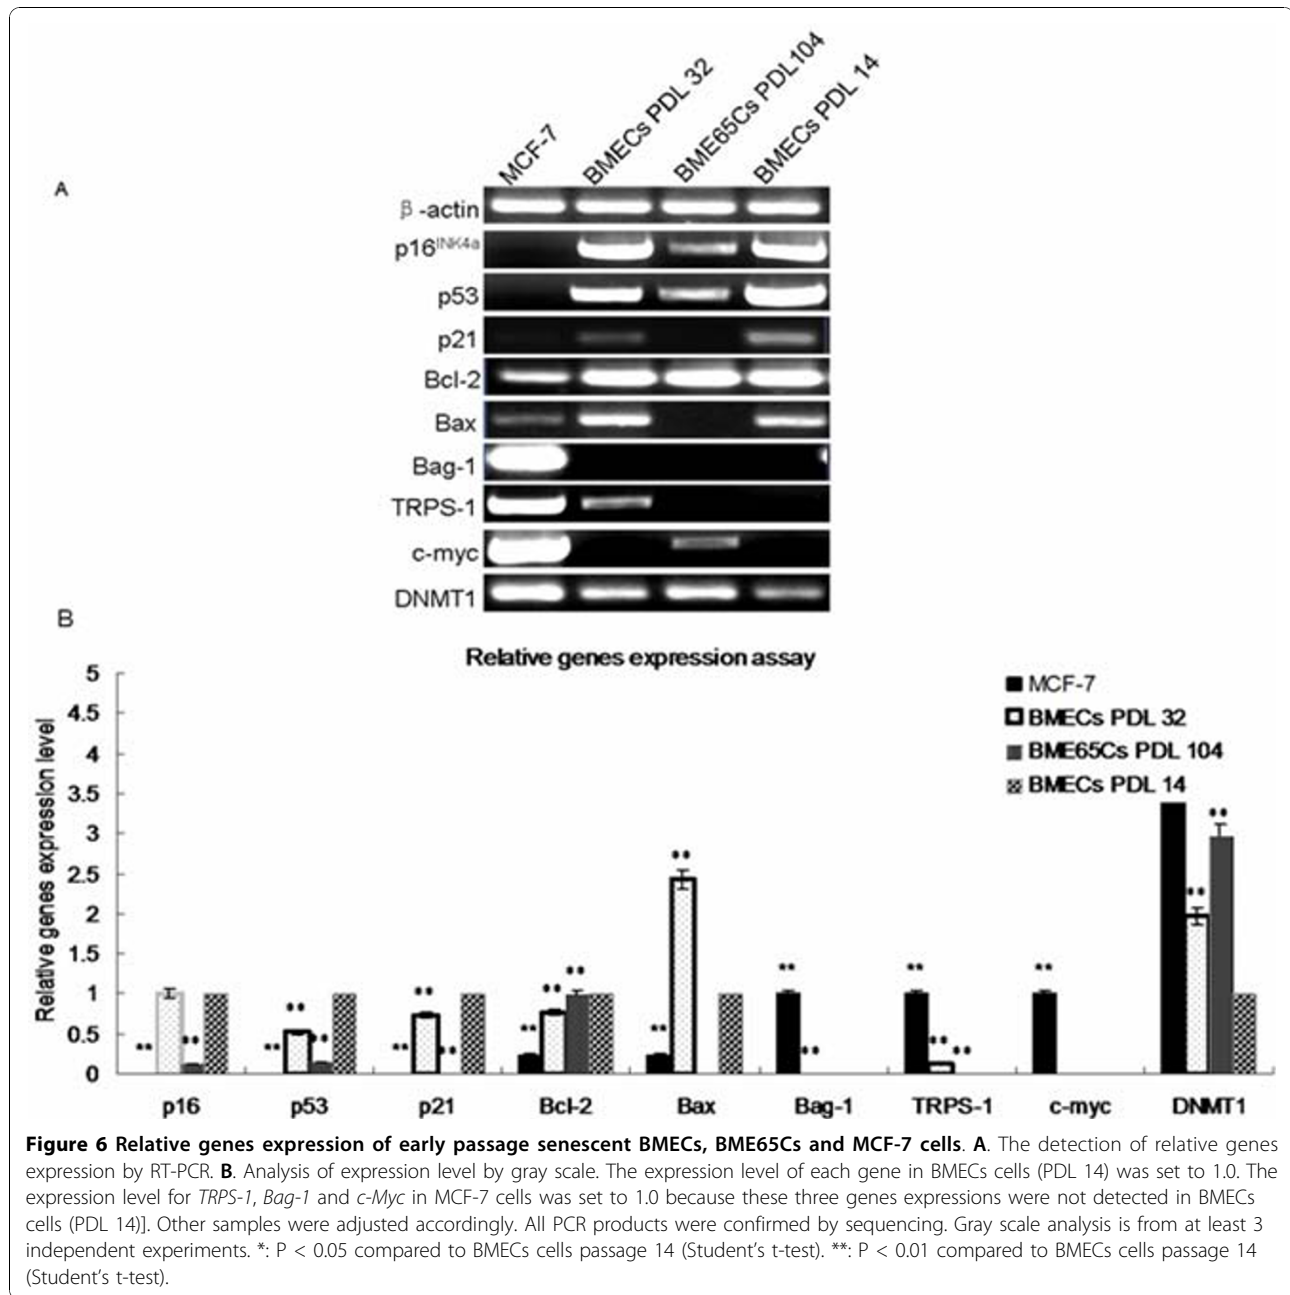 MCF-7
BMECs PDL 32
BME65Cs PDL104
BMECs PDL 14
A
β-actin
p16INK4a
p53
p21
Bcl-2
Bax
Bag-1
TRPS-1
c-myc
DNMT1
B
Relative genes expression assay
Relative genes expression level
5
4.5
4
3.5
3
2.5
2
1.5
1
0.5
0
MCF-7
BMECs PDL 32
BME65Cs PDL 104
BMECs PDL 14
** ** ** ** ** ** ** ** ** ** ** ** ** ** ** ** ** ** ** ** **
p16 p53 p21 Bcl-2 Bax Bag-1 TRPS-1 c-myc DNMT1
Figure 6 Relative genes expression of early passage senescent BMECs, BME65Cs and MCF-7 cells. A. The detection of relative genes
expression by RT-PCR. B. Analysis of expression level by gray scale. The expression level of each gene in BMECs cells (PDL 14) was set to 1.0. The
expression level for TRPS-1, Bag-1 and c-Myc in MCF-7 cells was set to 1.0 because these three genes expressions were not detected in BMECs
cells (PDL 14)]. Other samples were adjusted accordingly. All PCR products were confirmed by sequencing. Gray scale analysis is from at least 3
independent experiments. *: P < 0.05 compared to BMECs cells passage 14 (Student's t-test). **: P < 0.01 compared to BMECs cells passage 14
(Student's t-test).